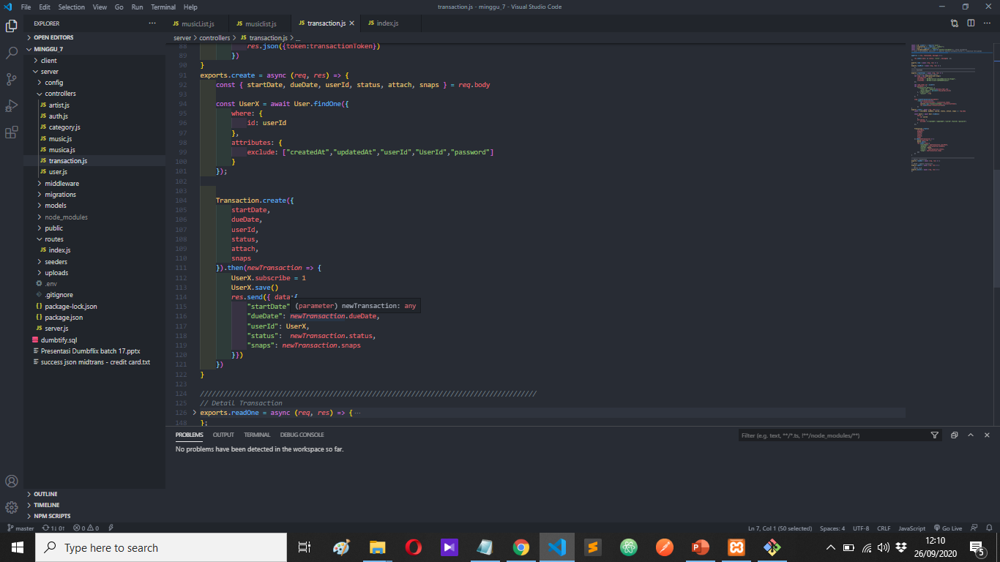 File Edit Selection View Go Run Terminal Help
transaction.js - minggu_7 - Visual Studio Code
EXPLORER ···
OPEN EDITORS
MINGGU_7
client
server
config
controllers
JS artist.js
JS auth.js
JS category.js
JS music.js
JS musica.js
JS transaction.js
JS user.js
middleware
migrations
models
node_modules
public
routes
JS index.js
seeders
uploads
.env
.gitignore
{} package-lock.json
{} package.json
JS server.js
dumbtify.sql
Presentasi Dumbflix batch 17.pptx
success json midtrans - credit card.txt
OUTLINE
TIMELINE
NPM SCRIPTS
JS musicList.js JS musiclist.js JS transaction.js × JS index.js
server > controllers > JS transaction.js > ...
88 res.json({token:transactionToken})
89 })
90 }
91 exports.create = async (req, res) => {
92 const { startDate, dueDate, userId, status, attach, snaps } = req.body
93
94 const UserX = await User.findOne({
95 where: {
96 id: userId
97 },
98 attributes: {
99 exclude: ["createdAt","updatedAt","userId","UserId","password"]
100 }
101 });
102
103
104 Transaction.create({
105 startDate,
106 dueDate,
107 userId,
108 status,
109 attach,
110 snaps
111 }).then(newTransaction => {
112 UserX.subscribe = 1
113 UserX.save()
114 res.send({ data:{
115 "startDate" (parameter) newTransaction: any
116 "dueDate": newTransaction.dueDate,
117 "userId": UserX,
118 "status": newTransaction.status,
119 "snaps": newTransaction.snaps
120 }})
121 })
122 }
123
124 //////////////////////////////////////////////////////////////////////////////////////
125 // Detail Transaction
126 exports.readOne = async (req, res) => {···
148 };
PROBLEMS OUTPUT TERMINAL DEBUG CONSOLE
Filter (e.g. text, **/*.ts, !**/node_modules/**)
No problems have been detected in the workspace so far.
master 1↓ 0↑ 0 0
Ln 7, Col 1 (50 selected) Spaces: 4 UTF-8 CRLF JavaScript Go Live
Type here to search
12:10
26/09/2020
5